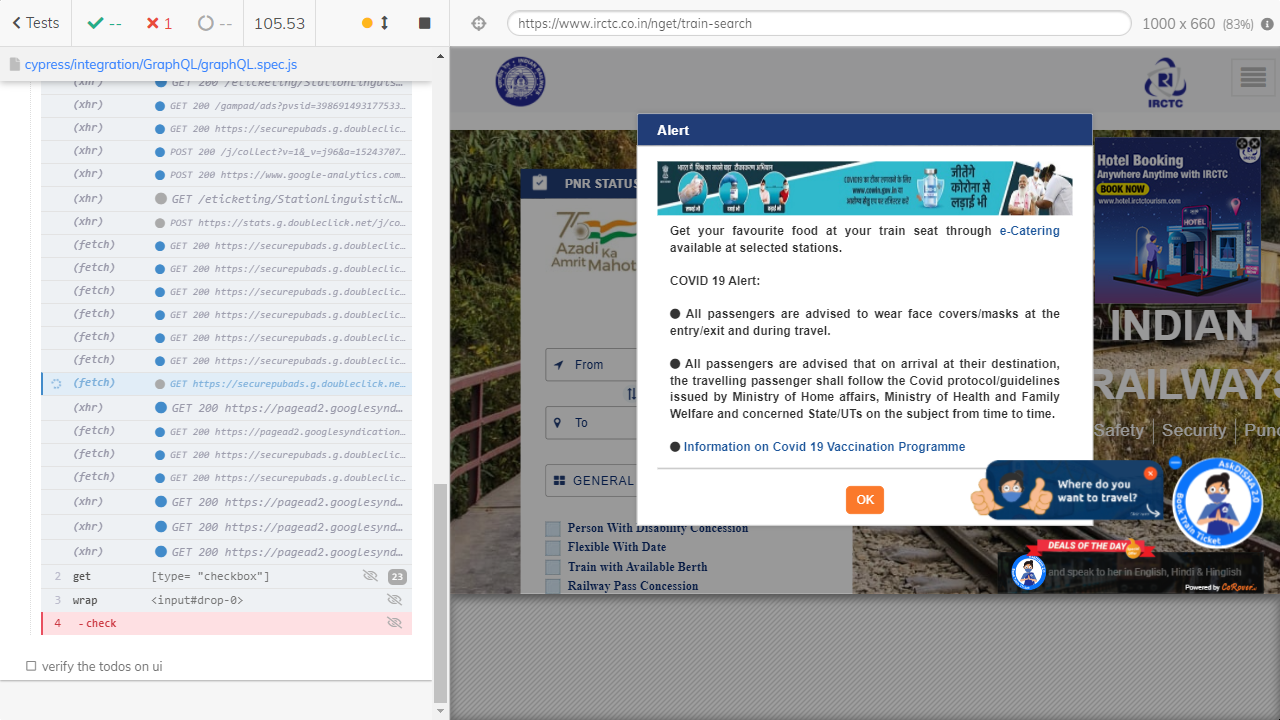 Tests
--
1
--
105.53
https://www.irctc.co.in/nget/train-search
1000 x 660 (83%)
cypress/integration/GraphQL/graphQL.spec.js
(xhr) GET 200 /eticketing/StationLinguis...
(xhr) GET 200 /gampad/ads?pvsid=398691493177533...
(xhr) GET 200 https://securepubads.g.doubleclic...
(xhr) POST 200 /j/collect?v=1&_v=j96&a=15243707...
(xhr) POST 200 https://www.google-analytics.com...
(xhr) GET /eticketing/StationLinguisticN...
(xhr) POST https://stats.g.doubleclick.net/j/co...
(fetch) GET 200 https://securepubads.g.doubleclic...
(fetch) GET 200 https://securepubads.g.doubleclic...
(fetch) GET 200 https://securepubads.g.doubleclic...
(fetch) GET 200 https://securepubads.g.doubleclic...
(fetch) GET 200 https://securepubads.g.doubleclic...
(fetch) GET 200 https://securepubads.g.doubleclic...
(fetch) GET https://securepubads.g.doubleclick.ne...
(xhr) GET 200 https://pagead2.googlesynd...
(fetch) GET 200 https://pagead2.googlesyndication...
(fetch) GET 200 https://securepubads.g.doubleclic...
(fetch) GET 200 https://securepubads.g.doubleclic...
(xhr) GET 200 https://pagead2.googlesynd...
(xhr) GET 200 https://pagead2.googlesynd...
(xhr) GET 200 https://pagead2.googlesynd...
2 get [type= “checkbox”] 23
3 wrap <input#drop-0>
4 -check
verify the todos on ui
IRCTC
PNR STATUS
75
Azadi Ka
Amrit Mahot
From
To
GENERAL
Person With Disability Concession
Flexible With Date
Train with Available Berth
Railway Pass Concession
Alert
जीतेंगे
कोरोना से
लड़ाई भी
www.cowin.gov.in या
Get your favourite food at your train seat through e-Catering
available at selected stations.
COVID 19 Alert:
● All passengers are advised to wear face covers/masks at the
entry/exit and during travel.
● All passengers are advised that on arrival at their destination,
the travelling passenger shall follow the Covid protocol/guidelines
issued by Ministry of Home affairs, Ministry of Health and Family
Welfare and concerned State/UTs on the subject from time to time.
● Information on Covid 19 Vaccination Programme
OK
Hotel Booking
Anywhere Anytime with IRCTC
BOOK NOW
www.hotel.irctctourism.com
HOTEL
INDIAN
RAILWAYS
Safety | Security | Pun
Where do you
want to travel?
AskDISHA 2.0
Book Train Ticket
DEALS OF THE DAY
and speak to her in English, Hindi & Hinglish
Powered by CoRover